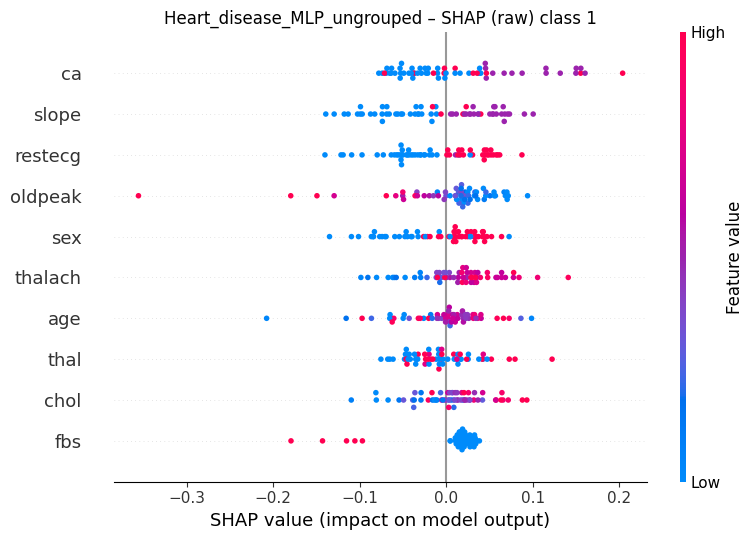 Heart_disease_MLP_ungrouped – SHAP (raw) class 1
High
ca
slope
restecg
oldpeak
sex
thalach
age
thal
chol
fbs
Feature value
Low
−0.3 −0.2 −0.1 0.0 0.1 0.2
SHAP value (impact on model output)